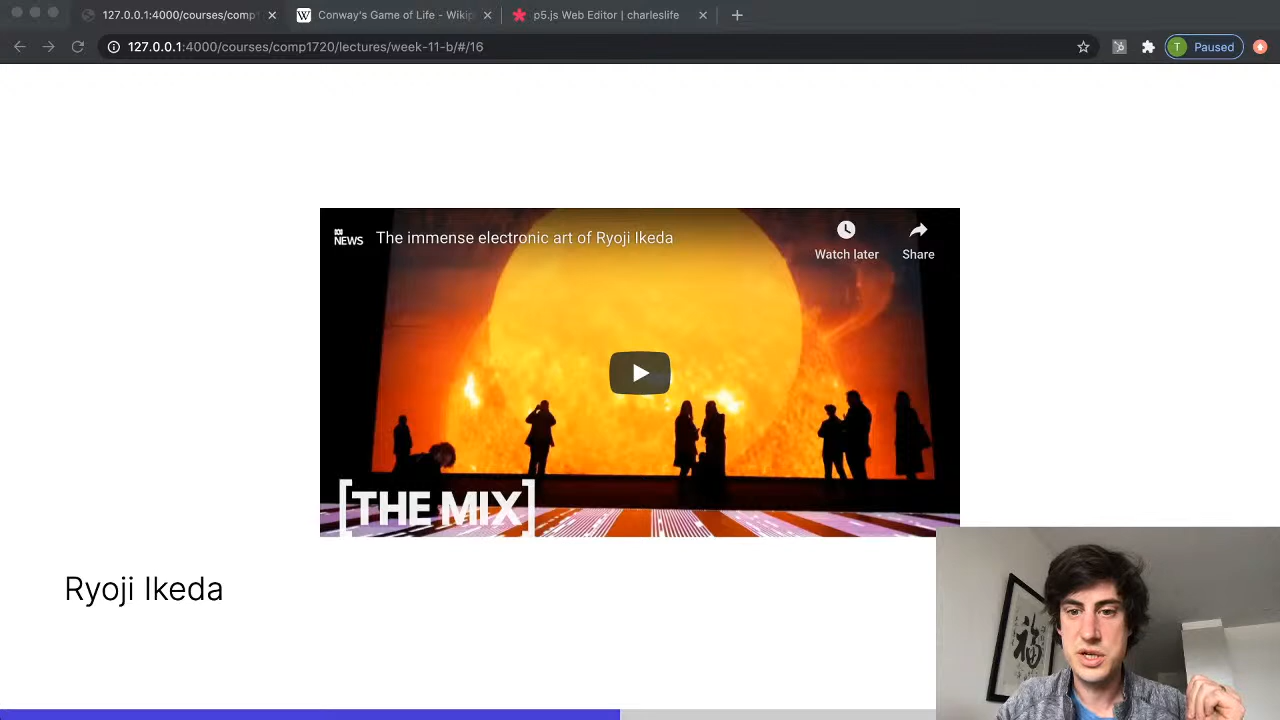 127.0.0.1:4000/courses/comp1
Conway's Game of Life - Wikip
p5.js Web Editor | charleslife
127.0.0.1:4000/courses/comp1720/lectures/week-11-b/#/16
T
Paused
NEWS
The immense electronic art of Ryoji Ikeda
Watch later
Share
[THE MIX]
Ryoji Ikeda
福